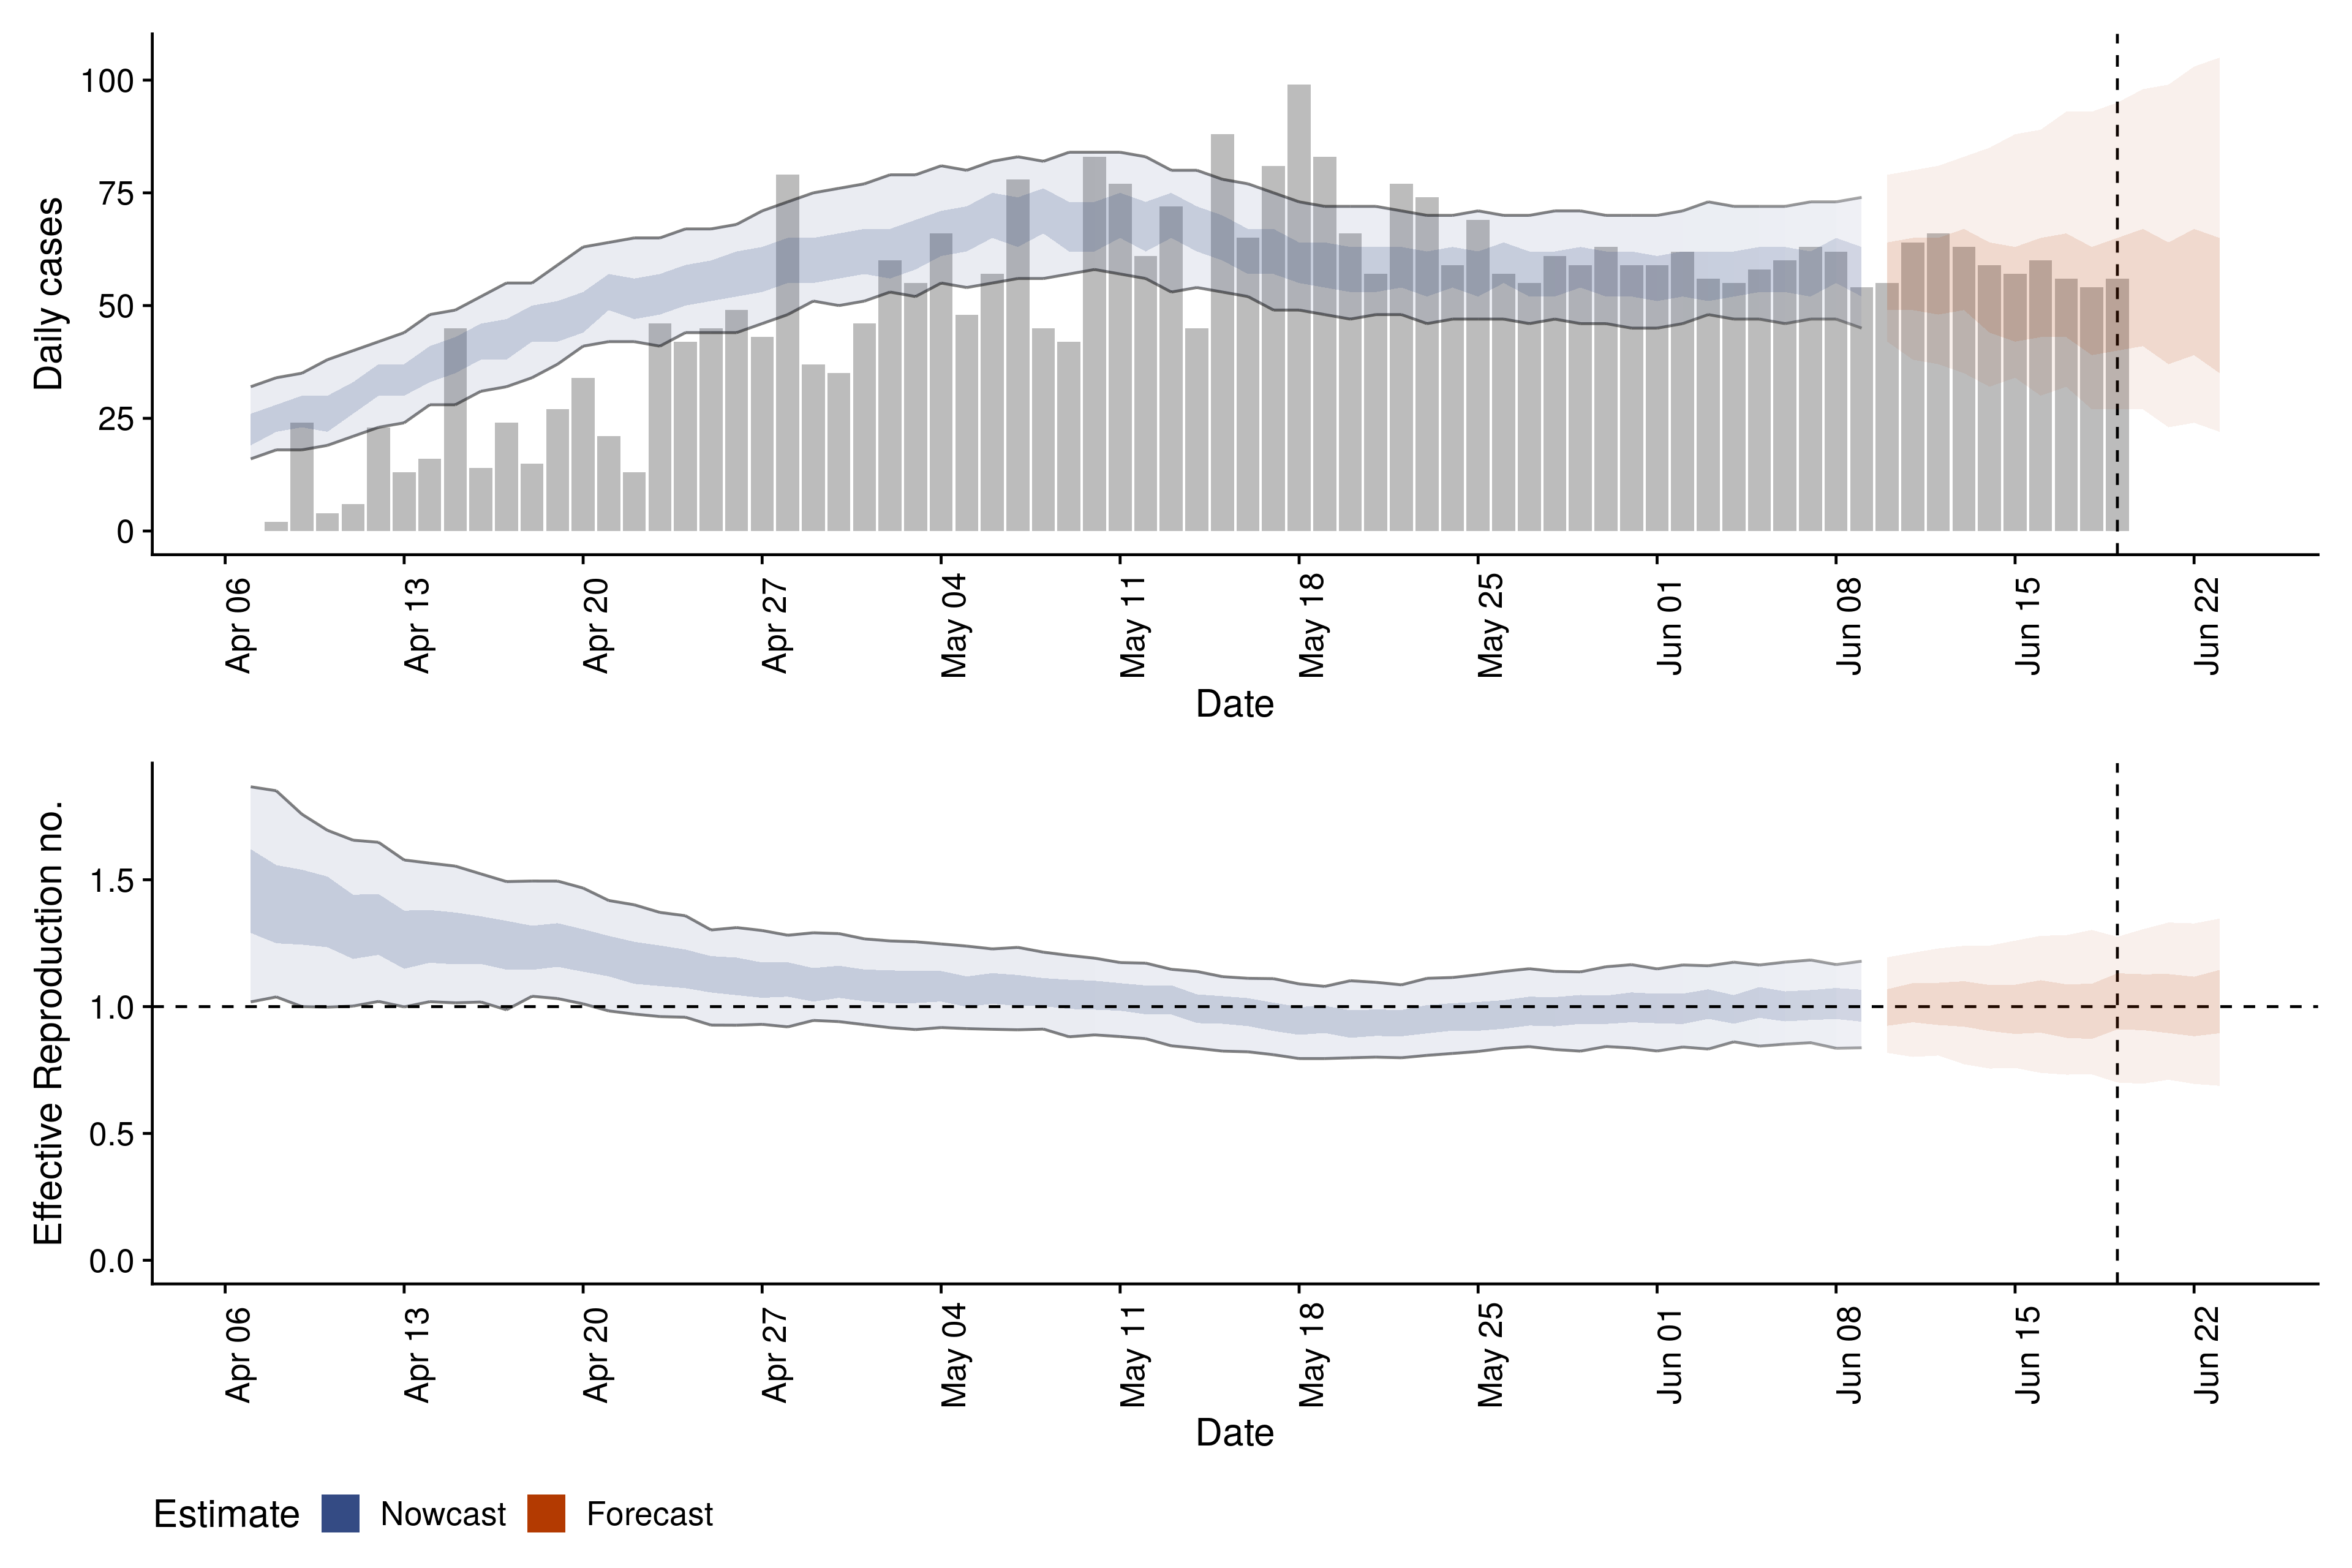 Daily cases
100
75
50
25
0
Apr 06
Apr 13
Apr 20
Apr 27
May 04
May 11
May 18
May 25
Jun 01
Jun 08
Jun 15
Jun 22
Date
Effective Reproduction no.
1.5
1.0
0.5
0.0
Apr 06
Apr 13
Apr 20
Apr 27
May 04
May 11
May 18
May 25
Jun 01
Jun 08
Jun 15
Jun 22
Date
Estimate Nowcast Forecast